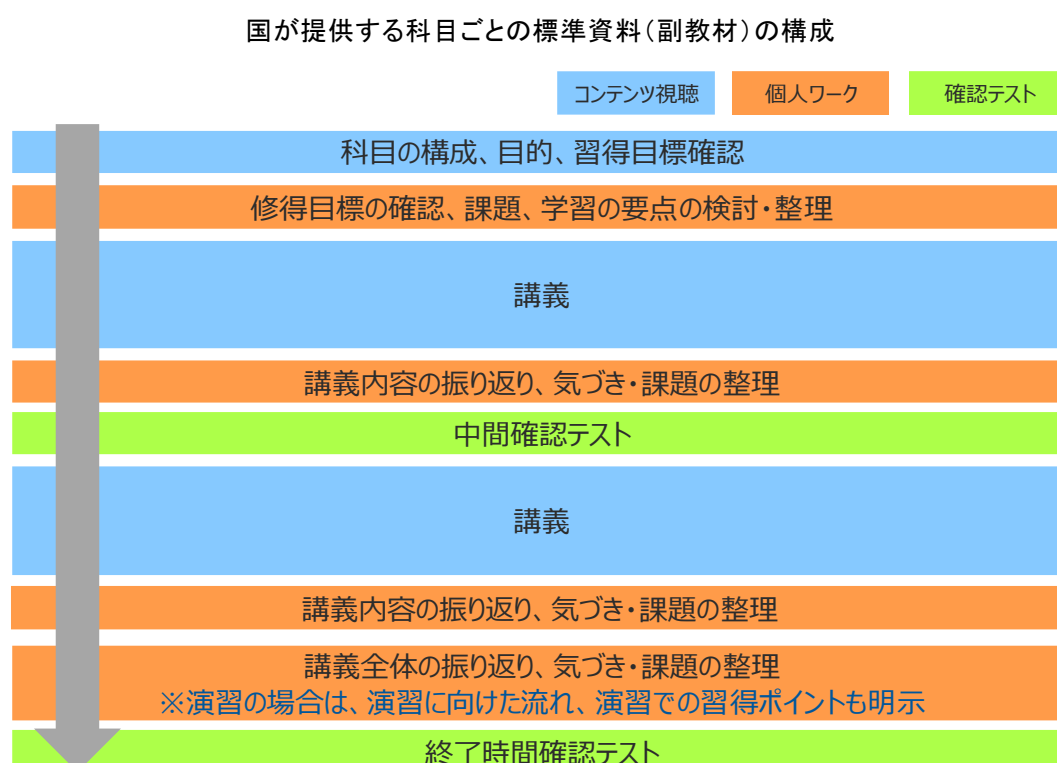 国が提供する科目ごとの標準資料(副教材)の構成
コンテンツ視聴 個人ワーク 確認テスト
科目の構成、目的、習得目標確認
修得目標の確認、課題、学習の要点の検討・整理
講義
講義内容の振り返り、気づき・課題の整理
中間確認テスト
講義
講義内容の振り返り、気づき・課題の整理
講義全体の振り返り、気づき・課題の整理
※演習の場合は、演習に向けた流れ、演習での習得ポイントも明示
終了時間確認テスト